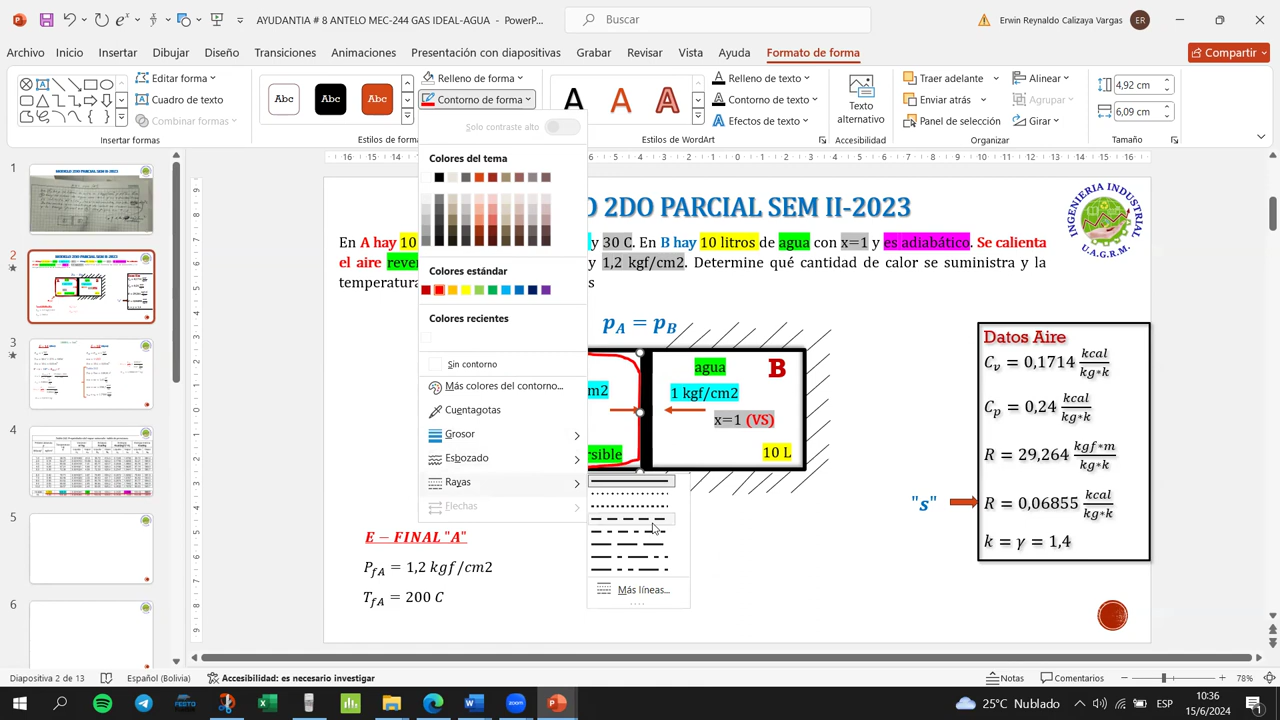 AYUDANTIA # 8 ANTELO MEC-244 GAS IDEAL-AGUA - PowerP...
Buscar
Erwin Reynaldo Calizaya Vargas
ER
Archivo Inicio Insertar Dibujar Diseño Transiciones Animaciones Presentación con diapositivas Grabar Revisar Vista Ayuda Formato de forma
Compartir
Editar forma
Cuadro de texto
Combinar formas
Insertar formas
Abc Abc Abc
Estilos de form
Relleno de forma
Contorno de forma
A A A
Relleno de texto
Contorno de texto
Efectos de texto
Estilos de WordArt
Texto alternativo
Accesibilidad
Traer adelante
Enviar atrás
Panel de selección
Alinear
Agrupar
Girar
Organizar
4,92 cm
6,09 cm
Tamaño
Solo contraste alto
Colores del tema
Colores estándar
Colores recientes
Sin contorno
Más colores del contorno...
Cuentagotas
Grosor
Esbozado
Rayas
Flechas
Más líneas...
O 2DO PARCIAL SEM II-2023
INGENIERIA INDUSTRIAL
U.A.G.R.M.
En A hay 10
y 30 C. En B hay 10 litros de agua con x=1 y es adiabático. Se calienta
el aire rever
y 1,2 kgf/cm2. Determine qué cantidad de calor se suministra y la
temperatura
s
p_A = p_B
m2
rsible
agua
B
1 kgf/cm2
x=1 (VS)
10 L
Datos Aire
C_v = 0,1714 kcal/kg*k
C_p = 0,24 kcal/kg*k
R = 29,264 kgf*m/kg*k
"s"
R = 0,06855 kcal/kg*k
k = γ = 1,4
E − FINAL "A"
P_fA = 1,2 kgf/cm2
T_fA = 200 C
1
2
3
4
5
6
Diapositiva 2 de 13
Español (Bolivia)
Accesibilidad: es necesario investigar
Notas
Comentarios
78%
25°C Nublado
ESP
10:36
15/6/2024